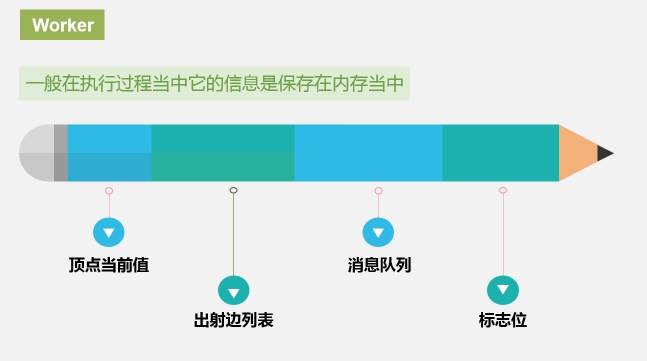 Worker
一般在执行过程当中它的信息是保存在内存当中
顶点当前值
消息队列
出射边列表
标志位